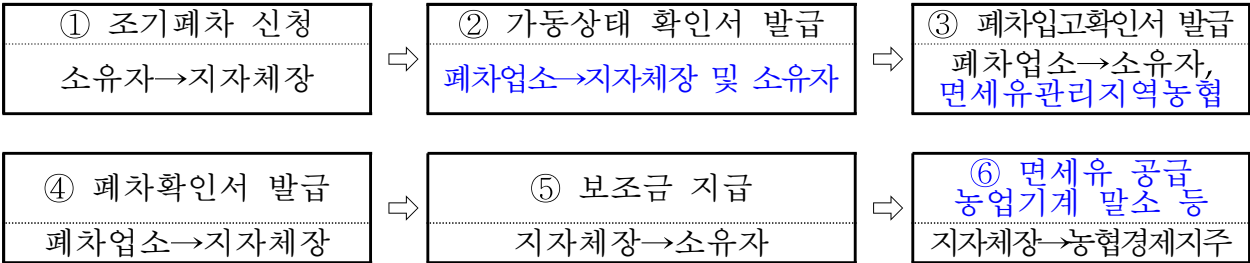 ① 조기폐차 신청
소유자→지자체장
⇨
② 가동상태 확인서 발급
폐차업소→지자체장 및 소유자
⇨
③ 폐차입고확인서 발급
폐차업소→소유자,
면세유관리지역농협
④ 폐차확인서 발급
폐차업소→지자체장
⇨
⑤ 보조금 지급
지자체장→소유자
⇨
⑥ 면세유 공급
농업기계 말소 등
지자체장→농협경제지주